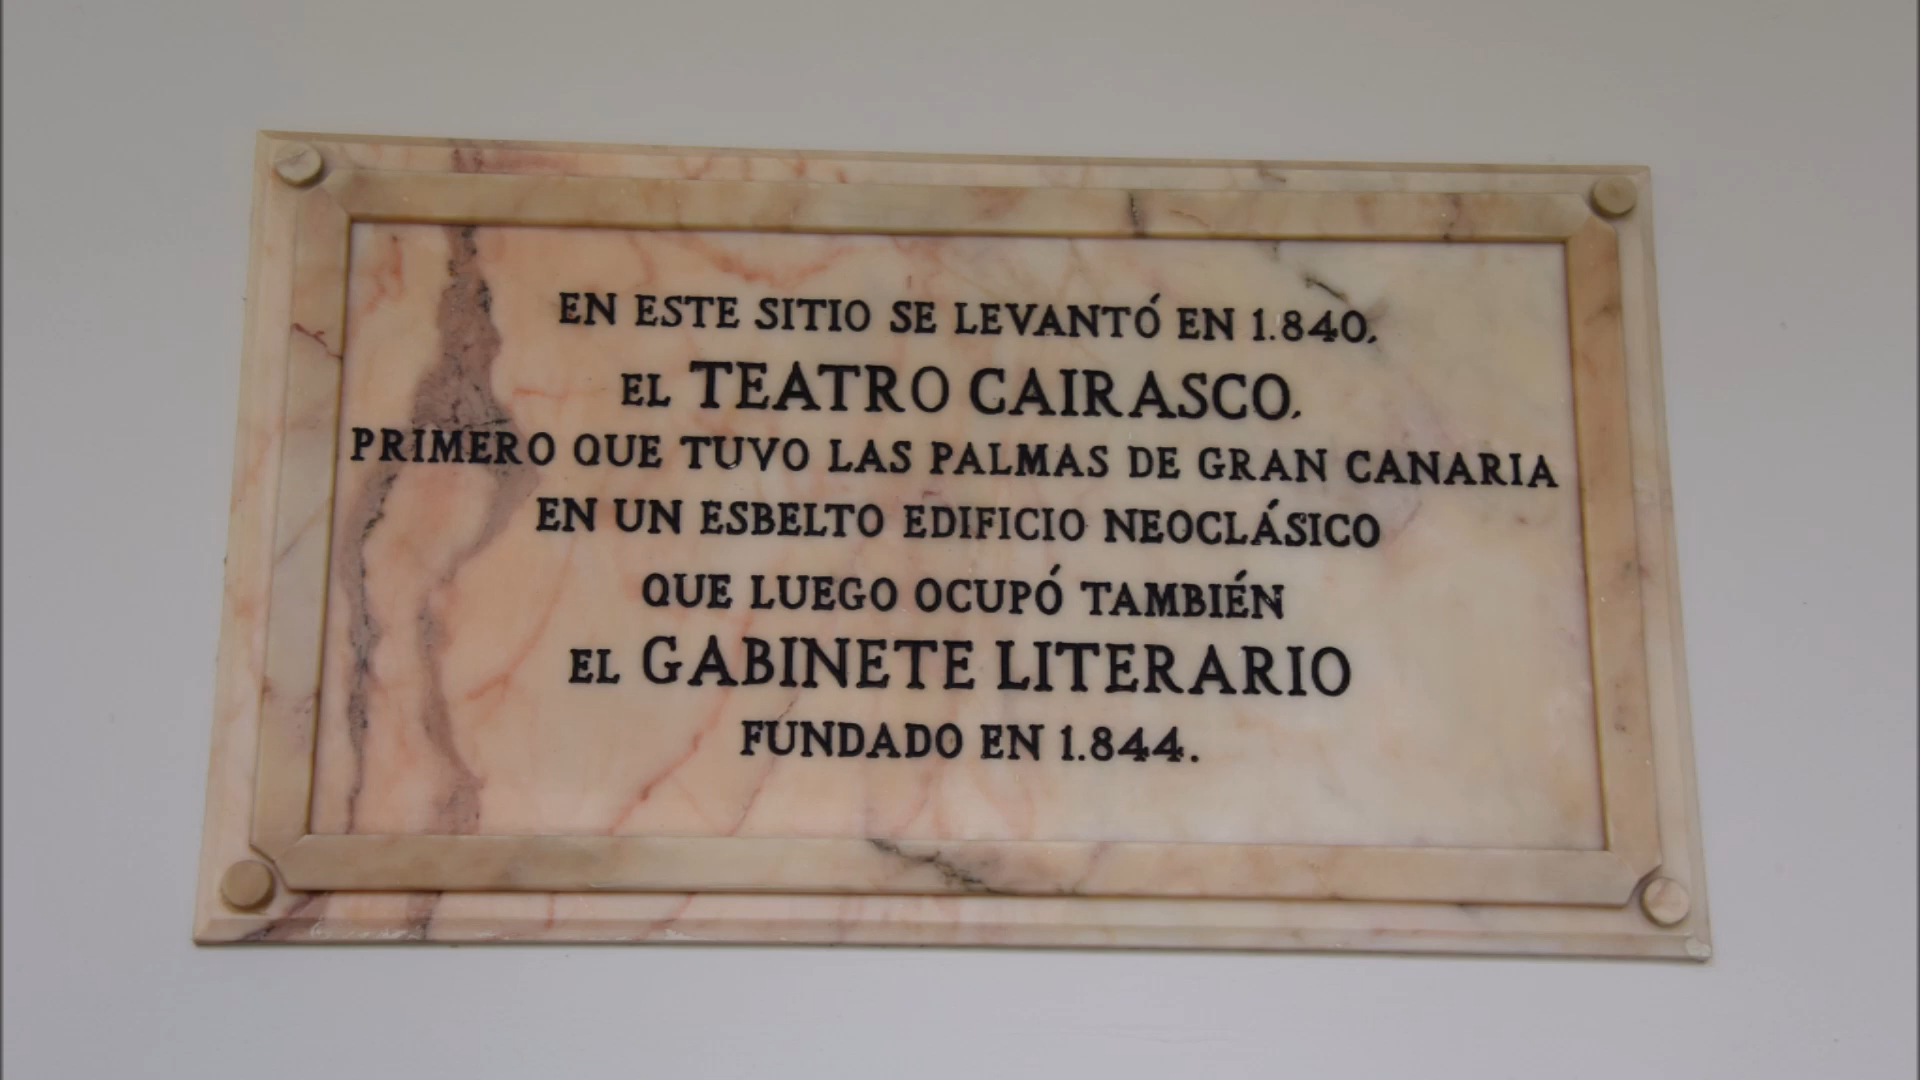 EN ESTE SITIO SE LEVANTÓ EN 1.840,
EL TEATRO CAIRASCO,
PRIMERO QUE TUVO LAS PALMAS DE GRAN CANARIA
EN UN ESBELTO EDIFICIO NEOCLÁSICO
QUE LUEGO OCUPÓ TAMBIÉN
EL GABINETE LITERARIO
FUNDADO EN 1.844.